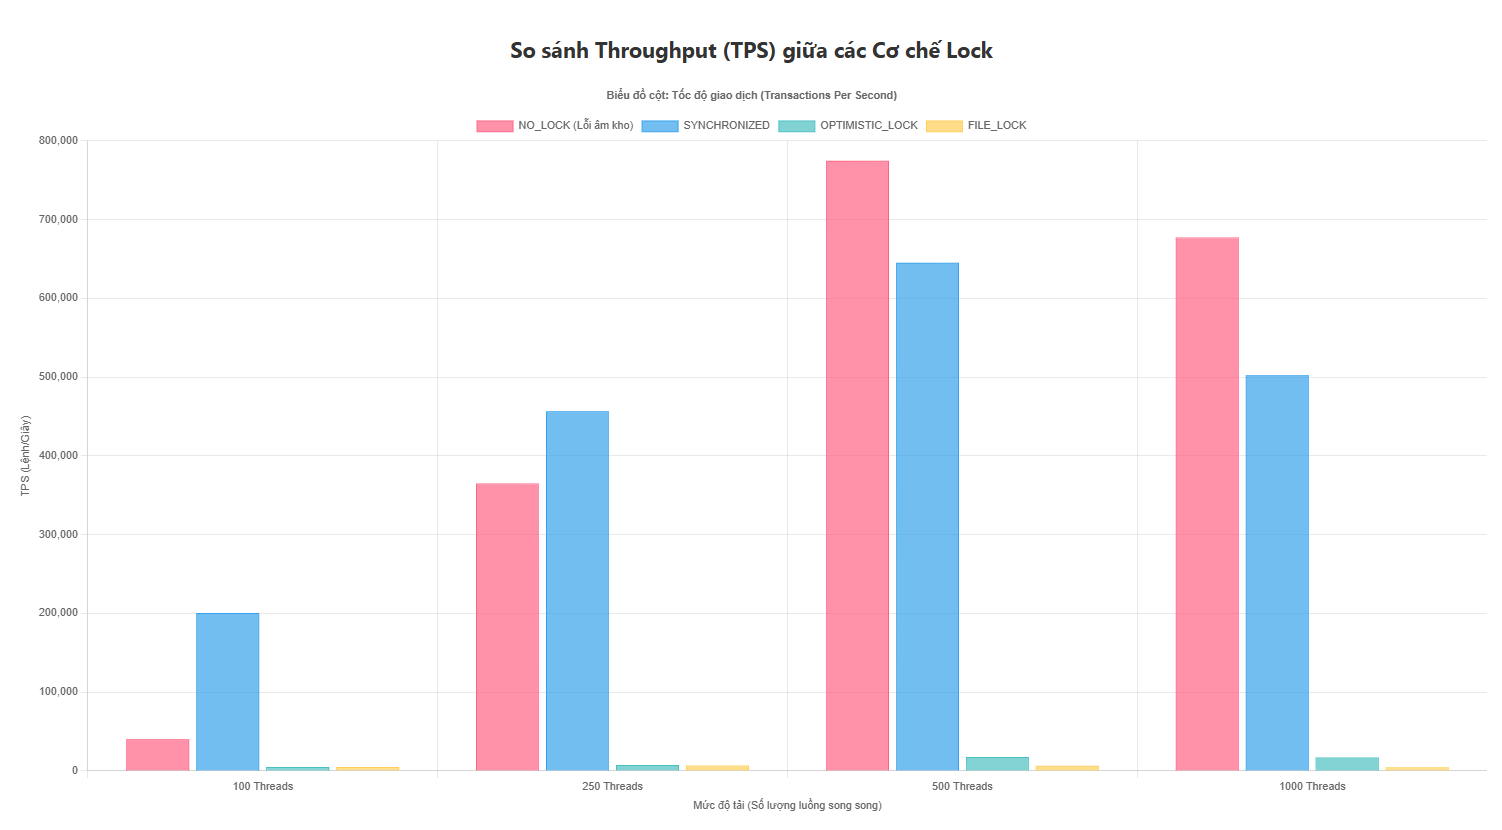 So sánh Throughput (TPS) giữa các Cơ chế Lock
Biểu đồ cột: Tốc độ giao dịch (Transactions Per Second)
NO_LOCK (Lỗi âm kho) SYNCHRONIZED OPTIMISTIC_LOCK FILE_LOCK
800,000
700,000
600,000
500,000
400,000
300,000
200,000
100,000
0
TPS (Lệnh/Giây)
100 Threads 250 Threads 500 Threads 1000 Threads
Mức độ tải (Số lượng luồng song song)